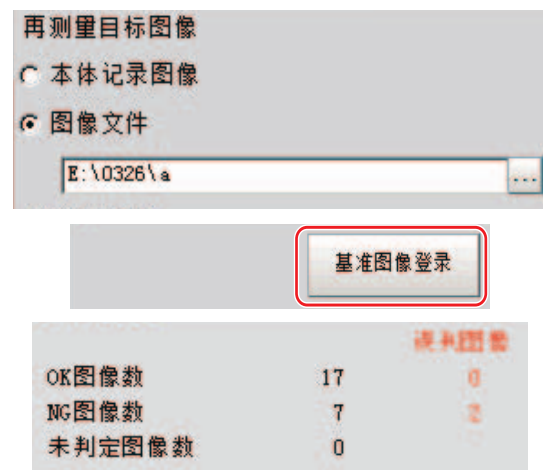 再测量目标图像
本体记录图像
图像文件
E:\0326\a
...
基准图像登录
误判图像
OK图像数 17 0
NG图像数 7 2
未判定图像数 0